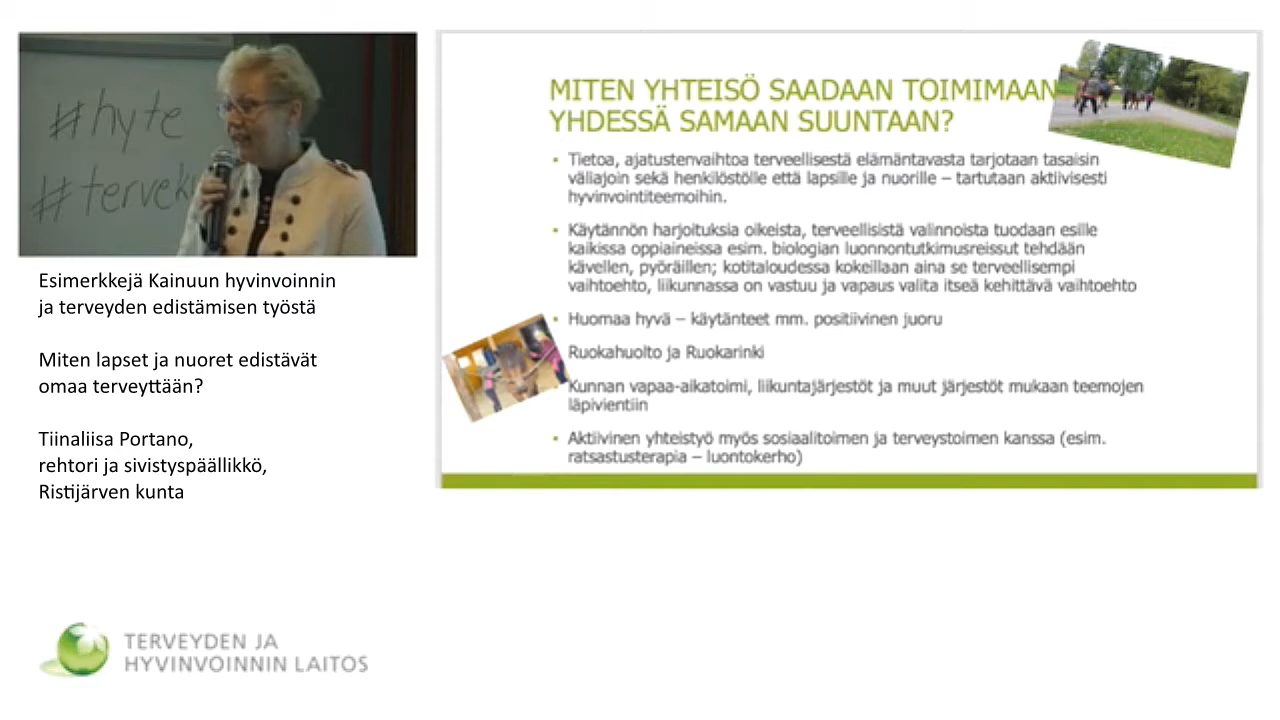 #hyte
#terveku
Esimerkkejä Kainuun hyvinvoinnin
ja terveyden edistämisen työstä
Miten lapset ja nuoret edistävät
omaa terveyttään?
Tiinaliisa Portano,
rehtori ja sivistyspäällikkö,
Ristijärven kunta
MITEN YHTEISÖ SAADAAN TOIMIMAAN
YHDESSÄ SAMAAN SUUNTAAN?
Tietoa, ajatustenvaihtoa terveellisestä elämäntavasta tarjotaan tasaisin
väliajoin sekä henkilöstölle että lapsille ja nuorille – tartutaan aktiivisesti
hyvinvointiteemoihin.
Käytännön harjoituksia oikeista, terveellisistä valinnoista tuodaan esille
kaikissa oppiaineissa esim. biologian luonnontutkimusreissut tehdään
kävellen, pyöräillen; kotitaloudessa kokeillaan aina se terveellisempi
vaihtoehto, liikunnassa on vastuu ja vapaus valita itseä kehittävä vaihtoehto
Huomaa hyvä – käytänteet mm. positiivinen juoru
Ruokahuolto ja Ruokarinki
Kunnan vapaa-aikatoimi, liikuntajärjestöt ja muut järjestöt mukaan teemojen
läpivientiin
Aktiivinen yhteistyö myös sosiaalitoimen ja terveystoimen kanssa (esim.
ratsastusterapia – luontokerho)
TERVEYDEN JA
HYVINVOINNIN LAITOS